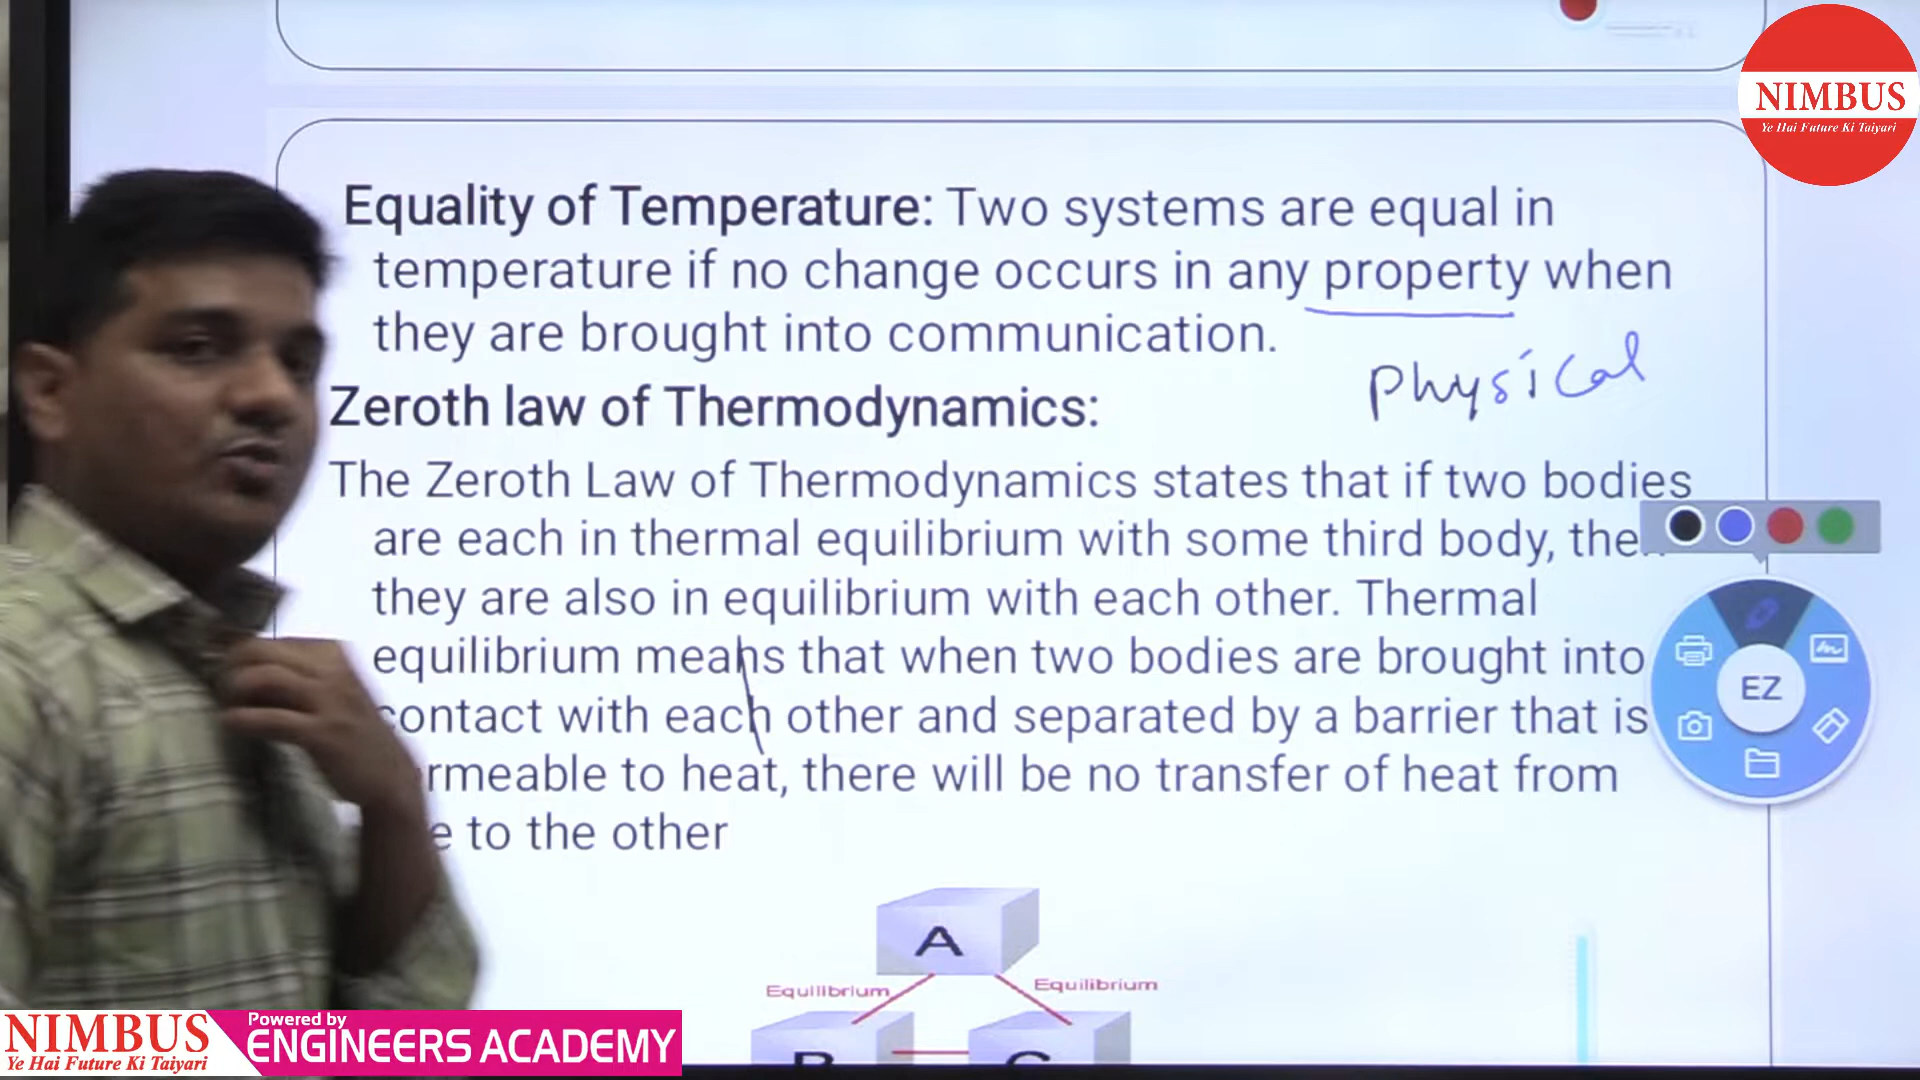 NIMBUS
Ye Hai Future Ki Taiyari
Equality of Temperature: Two systems are equal in
temperature if no change occurs in any property when
they are brought into communication.
Physical
Zeroth law of Thermodynamics:
The Zeroth Law of Thermodynamics states that if two bodies
are each in thermal equilibrium with some third body, then
they are also in equilibrium with each other. Thermal
equilibrium means that when two bodies are brought into
contact with each other and separated by a barrier that is
rmeable to heat, there will be no transfer of heat from
e to the other
EZ
A
Equilibrium
Equilibrium
B C
NIMBUS
Ye Hai Future Ki Taiyari
Powered by
ENGINEERS ACADEMY